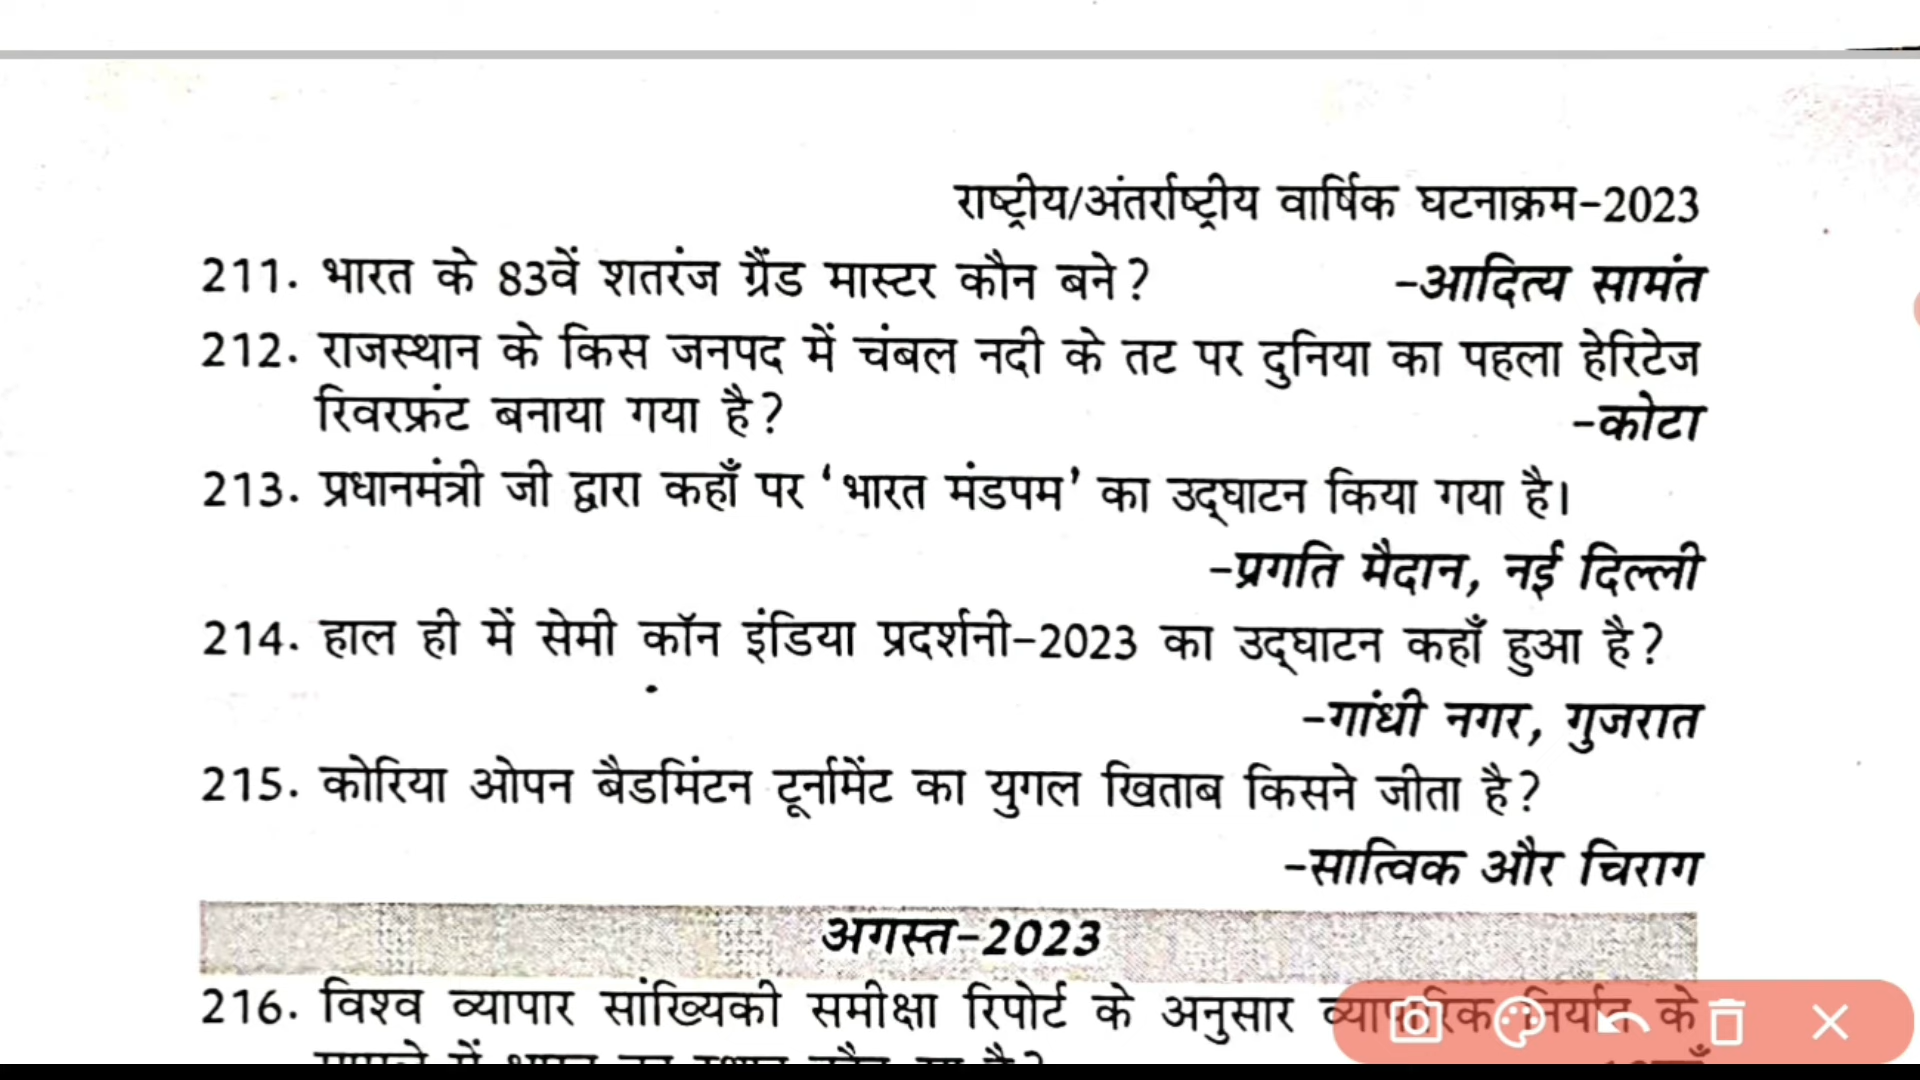 राष्ट्रीय/अंतर्राष्ट्रीय वार्षिक घटनाक्रम-2023
211. भारत के 83वें शतरंज ग्रैंड मास्टर कौन बने? -आदित्य सामंत
212. राजस्थान के किस जनपद में चंबल नदी के तट पर दुनिया का पहला हेरिटेज
रिवरफ्रंट बनाया गया है? -कोटा
213. प्रधानमंत्री जी द्वारा कहाँ पर ‘भारत मंडपम’ का उद्घाटन किया गया है।
-प्रगति मैदान, नई दिल्ली
214. हाल ही में सेमी कॉन इंडिया प्रदर्शनी-2023 का उद्घाटन कहाँ हुआ है?
-गांधी नगर, गुजरात
215. कोरिया ओपन बैडमिंटन टूर्नामेंट का युगल खिताब किसने जीता है?
-सात्विक और चिराग
अगस्त-2023
216. विश्व व्यापार सांख्यिकी समीक्षा रिपोर्ट के अनुसार व्यापारिक निर्यात के